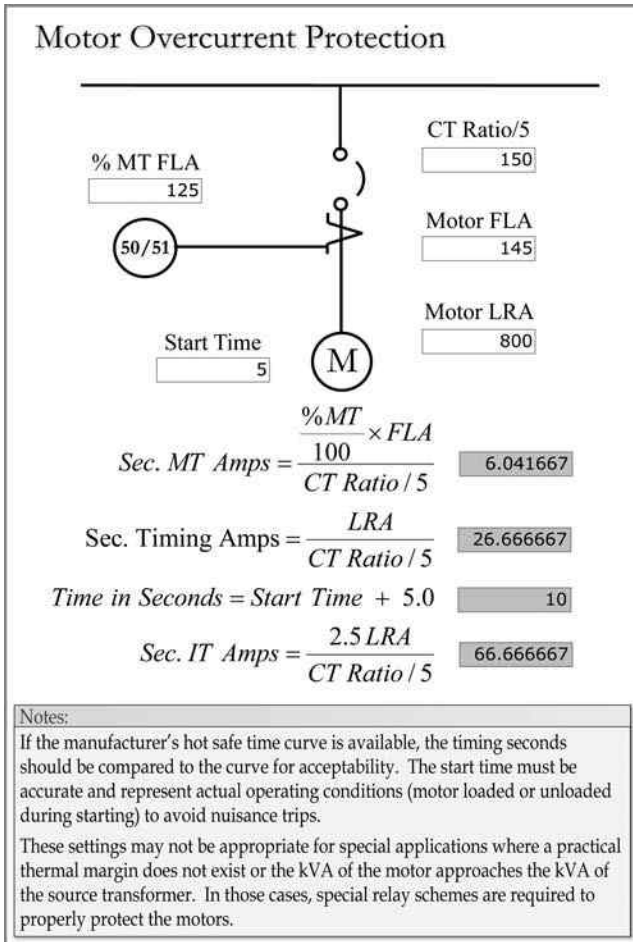 Motor Overcurrent Protection
CT Ratio/5
150
% MT FLA
125
50/51
Motor FLA
145
Motor LRA
800
Start Time
5
M
Sec. MT Amps = %MT/100 × FLA / CT Ratio / 5
6.041667
Sec. Timing Amps = LRA / CT Ratio / 5
26.666667
Time in Seconds = Start Time + 5.0
10
Sec. IT Amps = 2.5 LRA / CT Ratio / 5
66.666667
Notes:
If the manufacturer's hot safe time curve is available, the timing seconds
should be compared to the curve for acceptability. The start time must be
accurate and represent actual operating conditions (motor loaded or unloaded
during starting) to avoid nuisance trips.
These settings may not be appropriate for special applications where a practical
thermal margin does not exist or the kVA of the motor approaches the kVA of
the source transformer. In those cases, special relay schemes are required to
properly protect the motors.